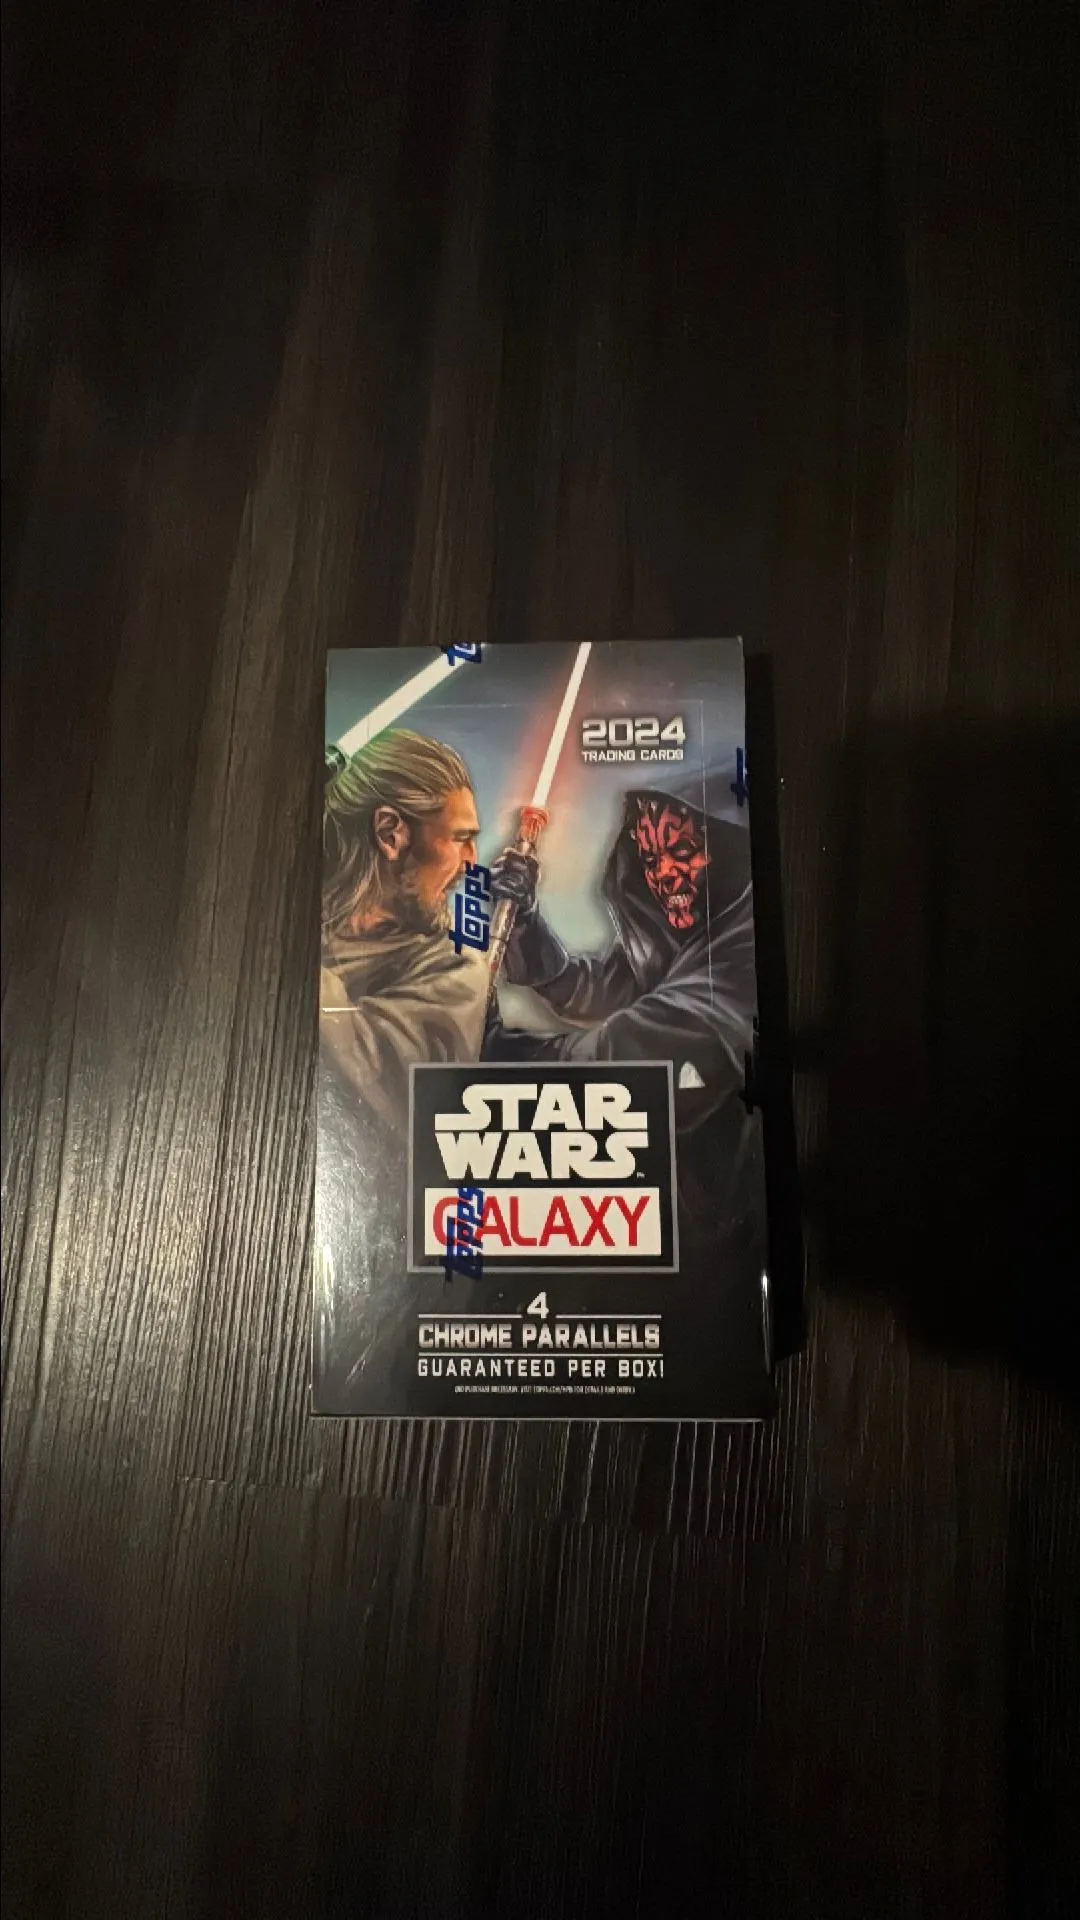 2024
TRADING CARDS
topps
STAR
WARS
GALAXY
topps
4
CHROME PARALLELS
GUARANTEED PER BOX!